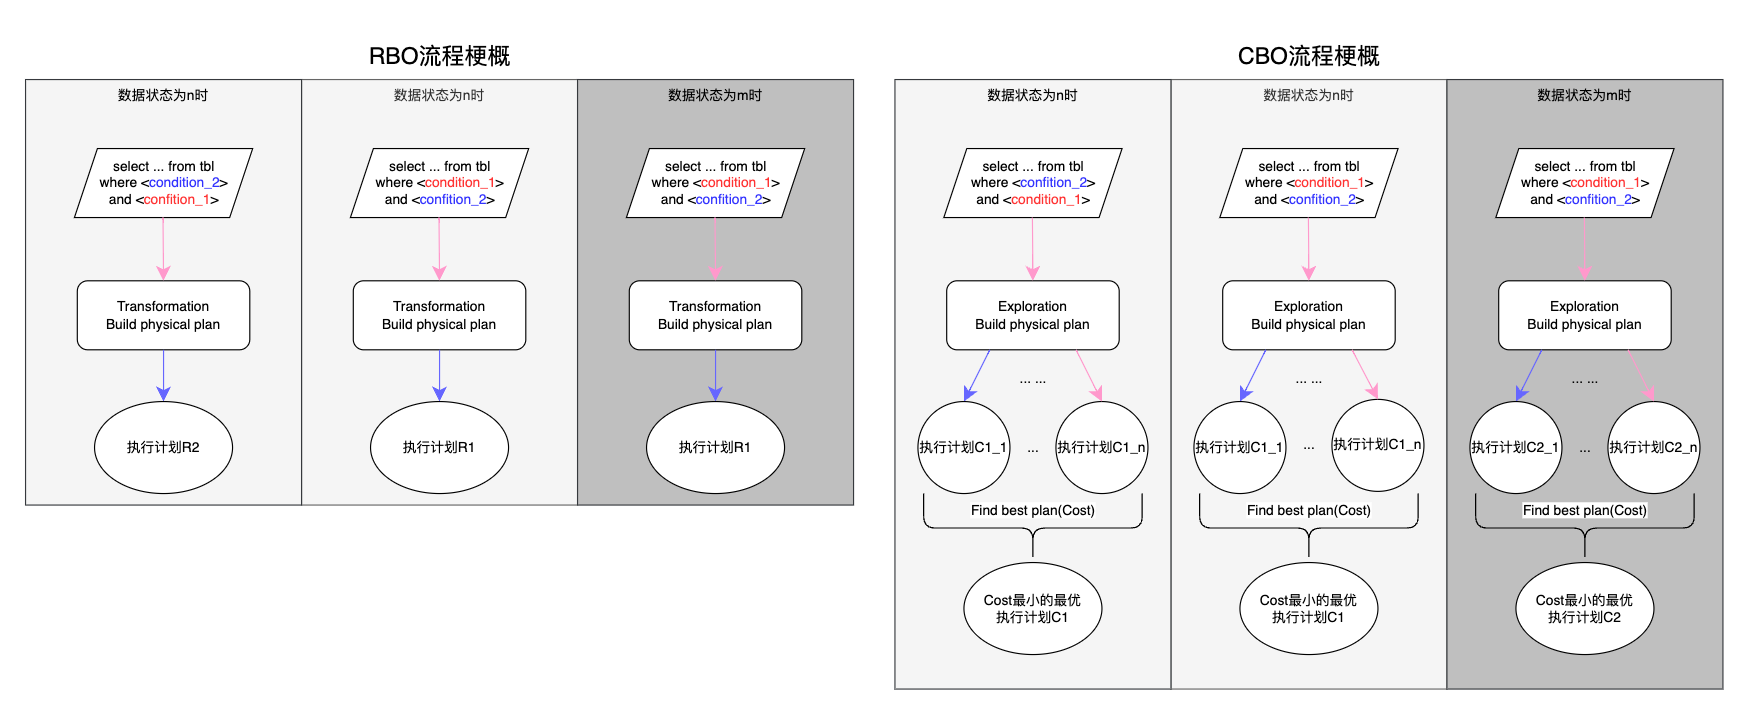 RBO流程梗概
数据状态为n时
select ... from tbl
where <condition_2>
and <confition_1>
Transformation
Build physical plan
执行计划R2
数据状态为n时
select ... from tbl
where <condition_1>
and <confition_2>
Transformation
Build physical plan
执行计划R1
数据状态为m时
select ... from tbl
where <condition_1>
and <confition_2>
Transformation
Build physical plan
执行计划R1
CBO流程梗概
数据状态为n时
select ... from tbl
where <confition_2>
and <condition_1>
Exploration
Build physical plan
... ...
执行计划C1_1 ... 执行计划C1_n
Find best plan(Cost)
Cost最小的最优
执行计划C1
数据状态为n时
select ... from tbl
where <condition_1>
and <confition_2>
Exploration
Build physical plan
... ...
执行计划C1_1 ... 执行计划C1_n
Find best plan(Cost)
Cost最小的最优
执行计划C1
数据状态为m时
select ... from tbl
where <condition_1>
and <confition_2>
Exploration
Build physical plan
... ...
执行计划C2_1 ... 执行计划C2_n
Find best plan(Cost)
Cost最小的最优
执行计划C2